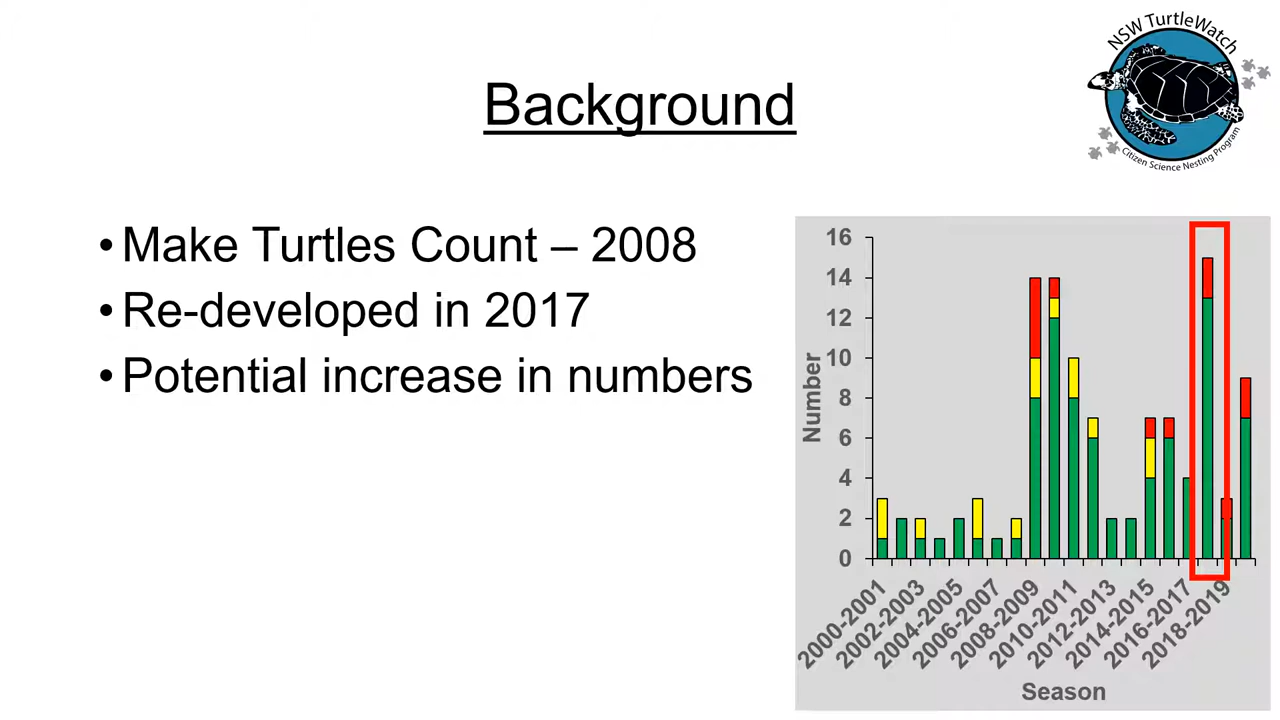 NSW TurtleWatch
Citizen Science Nesting Program
Background
•Make Turtles Count – 2008
•Re-developed in 2017
•Potential increase in numbers
16
14
12
10
8
6
4
2
0
Number
2000-2001
2002-2003
2004-2005
2006-2007
2008-2009
2010-2011
2012-2013
2014-2015
2016-2017
2018-2019
Season